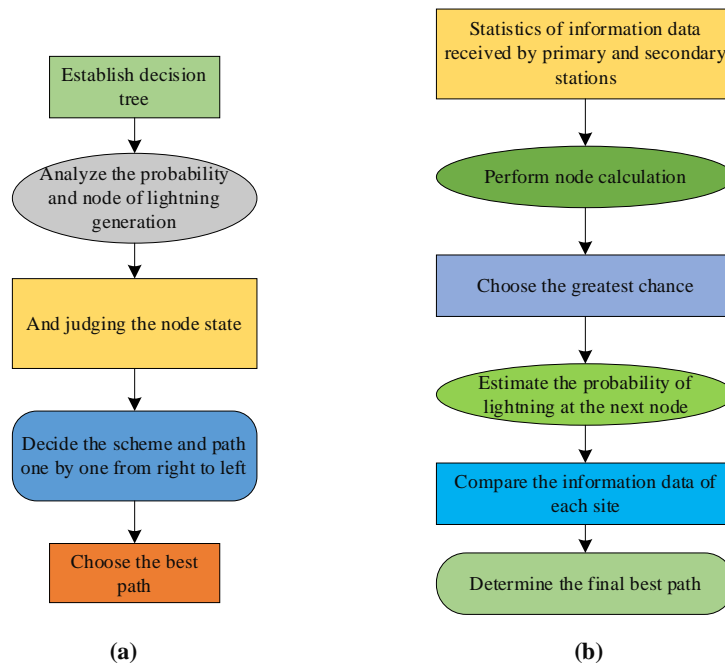 Establish decision
tree
Analyze the probability
and node of lightning
generation
And judging the node state
Decide the scheme and path
one by one from right to left
Choose the best
path
(a)
Statistics of information data
received by primary and secondary
stations
Perform node calculation
Choose the greatest chance
Estimate the probability of
lightning at the next node
Compare the information data of
each site
Determine the final best path
(b)